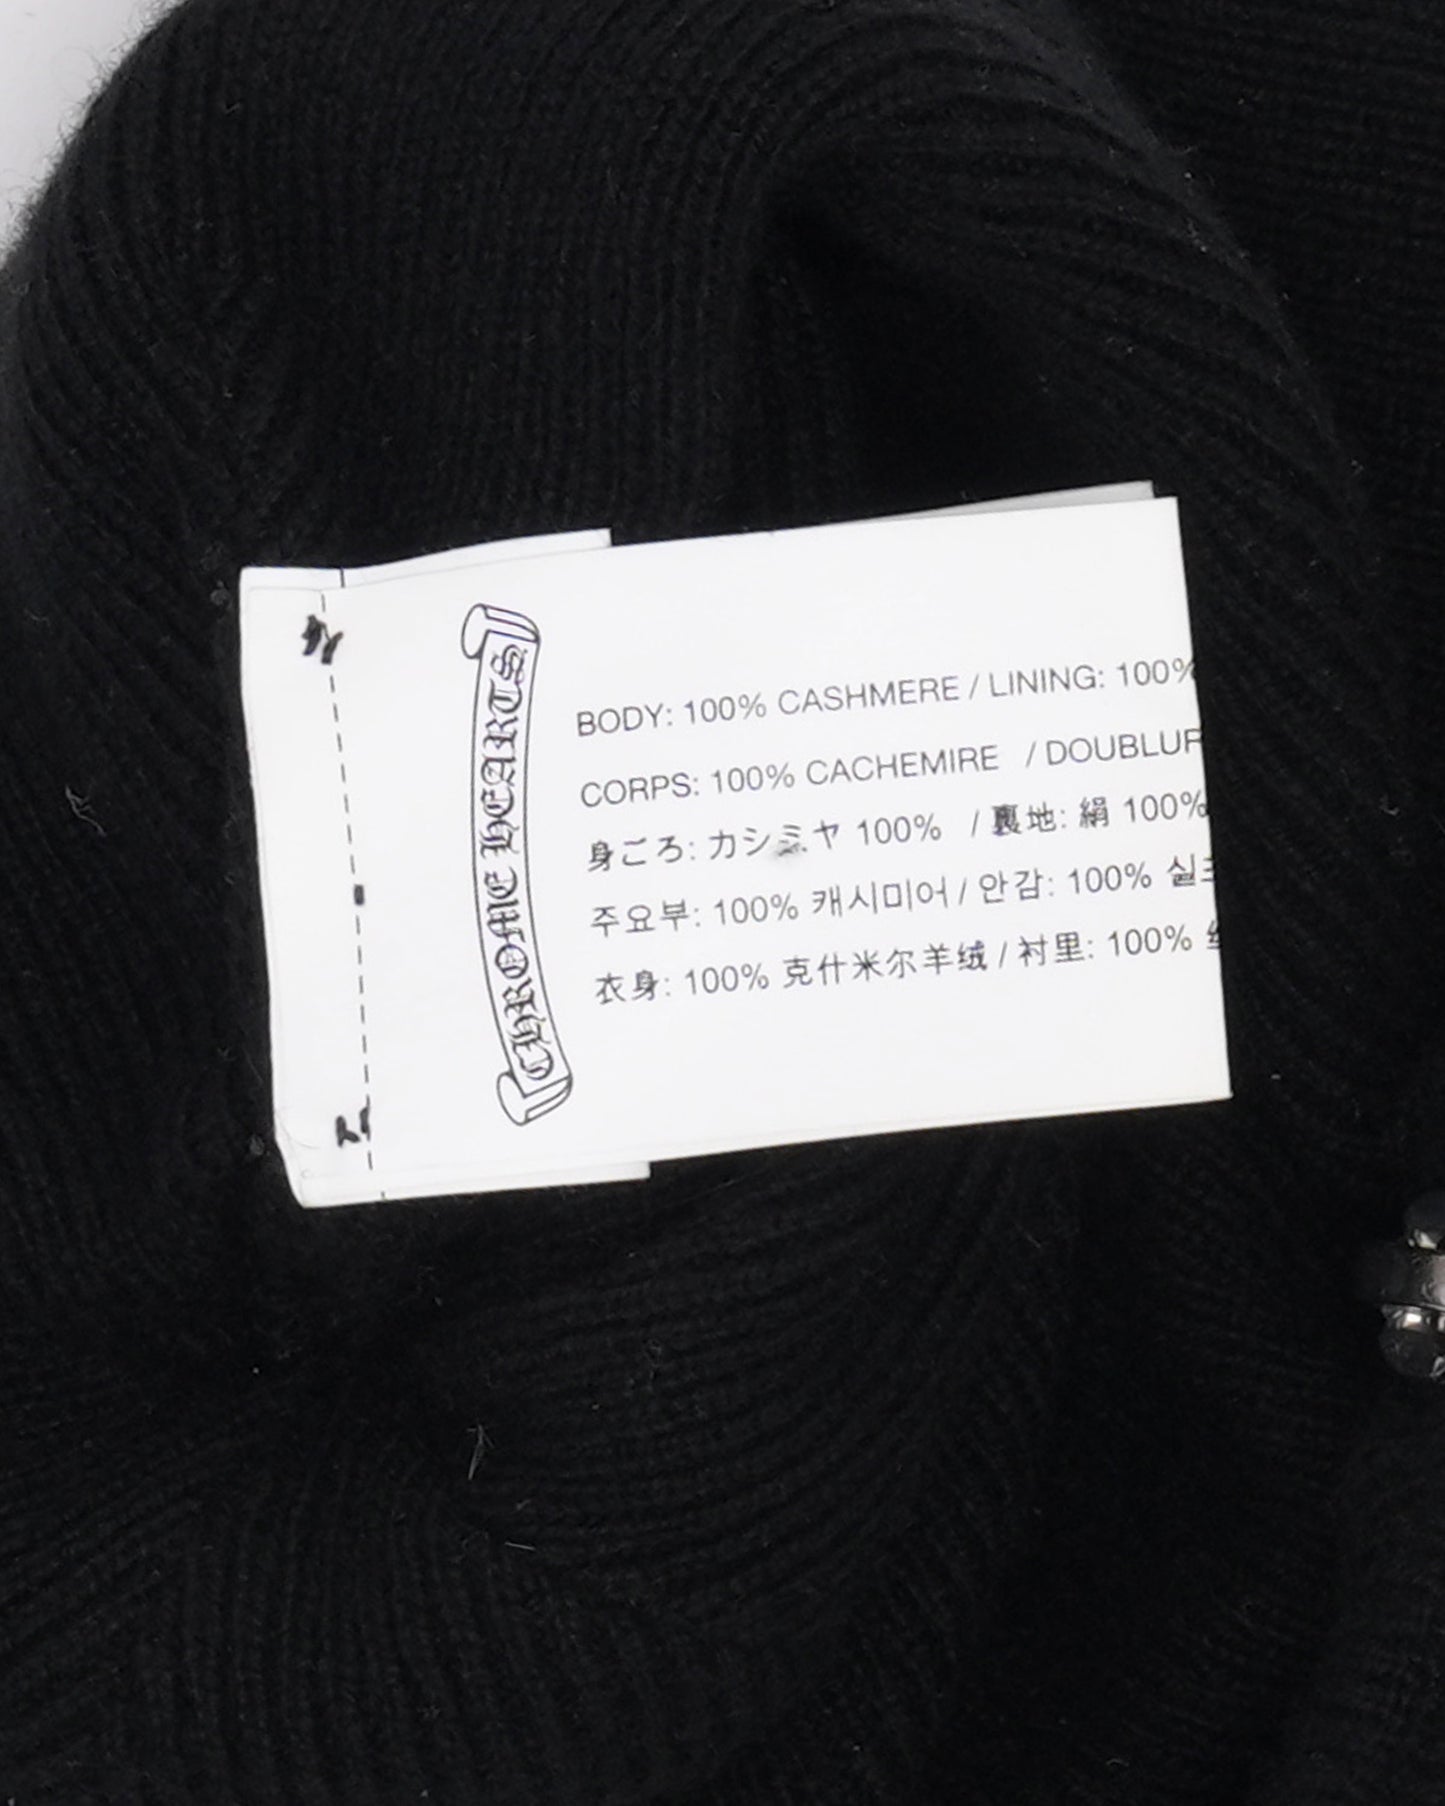 CHROME HEARTS
BODY: 100% CASHMERE / LINING: 100%
CORPS: 100% CACHEMIRE / DOUBLUR
身ごろ: カシミヤ 100% / 裏地: 絹 100%
주요부: 100% 캐시미어 / 안감: 100% 실크
衣身: 100% 克什米尔羊绒 / 衬里: 100%